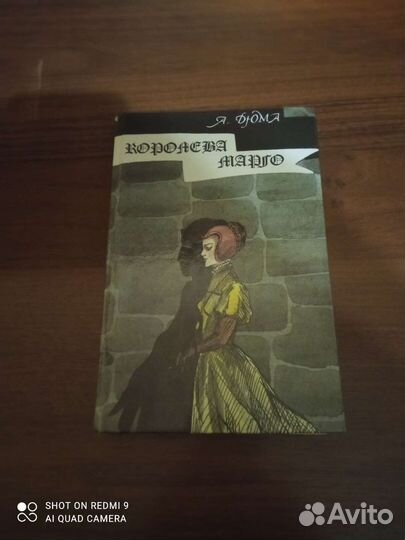 А. ДЮМА
КОРОЛЕВА
МАРГО
SHOT ON REDMI 9
AI QUAD CAMERA
Avito